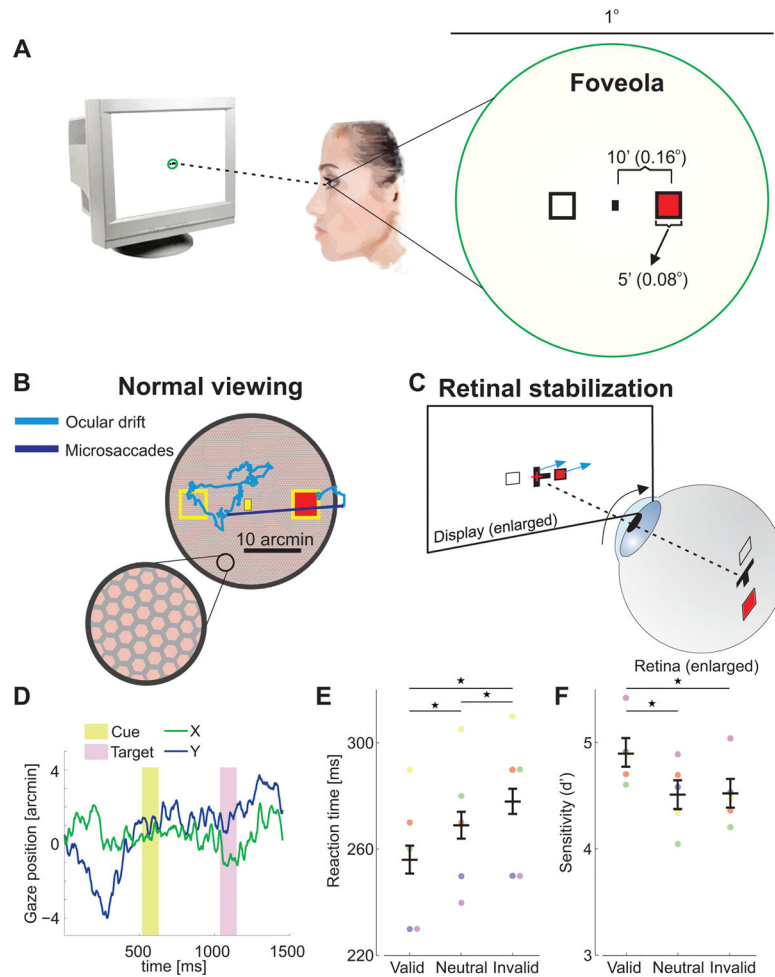 A
1°
Foveola
10' (0.16°)
5' (0.08°)
B
Normal viewing
Ocular drift
Microsaccades
10 arcmin
C
Retinal stabilization
Display (enlarged)
Retina (enlarged)
D
Cue
X
Target
Y
Gaze position [arcmin]
4
0
−4
0
500
1000
1500
time [ms]
E
★
★
★
Reaction time [ms]
300
260
220
Valid
Neutral
Invalid
F
★
★
Sensitivity (d')
5
4
3
Valid
Neutral
Invalid